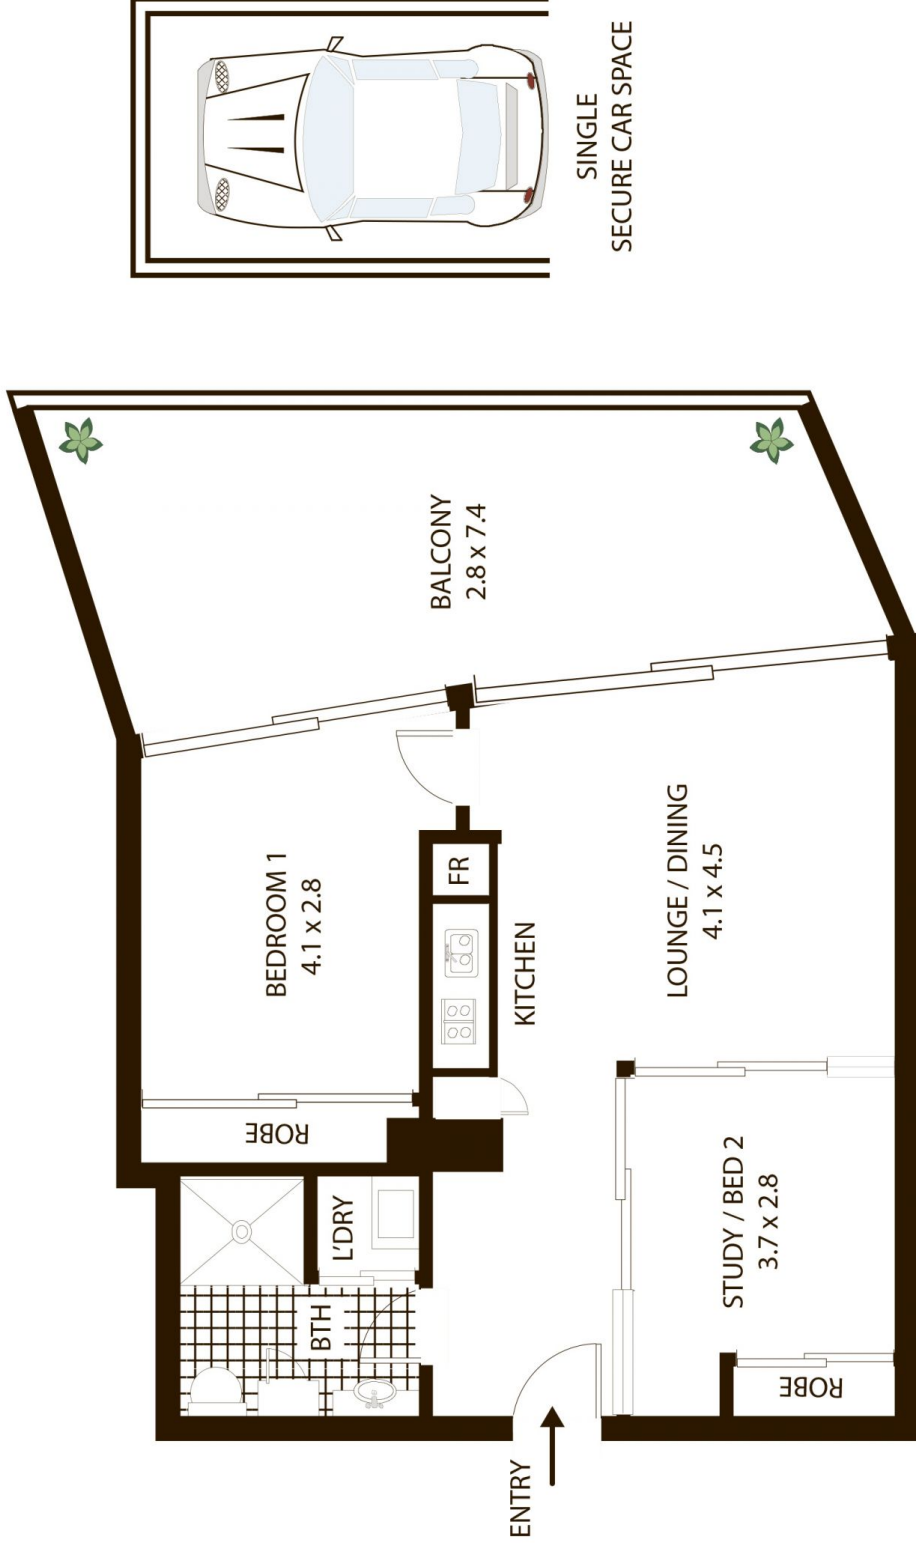 SINGLE
SECURE CAR SPACE
BALCONY
2.8 x 7.4
BEDROOM 1
4.1 x 2.8
FR
KITCHEN
LOUNGE / DINING
4.1 x 4.5
ROBE
L'DRY
BTH
STUDY / BED 2
3.7 x 2.8
ROBE
ENTRY